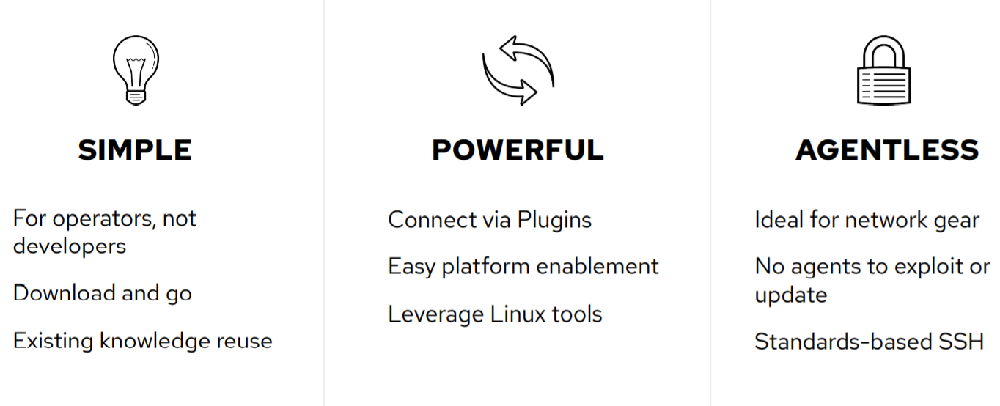 SIMPLE
For operators, not
developers
Download and go
Existing knowledge reuse
POWERFUL
Connect via Plugins
Easy platform enablement
Leverage Linux tools
AGENTLESS
Ideal for network gear
No agents to exploit or
update
Standards-based SSH